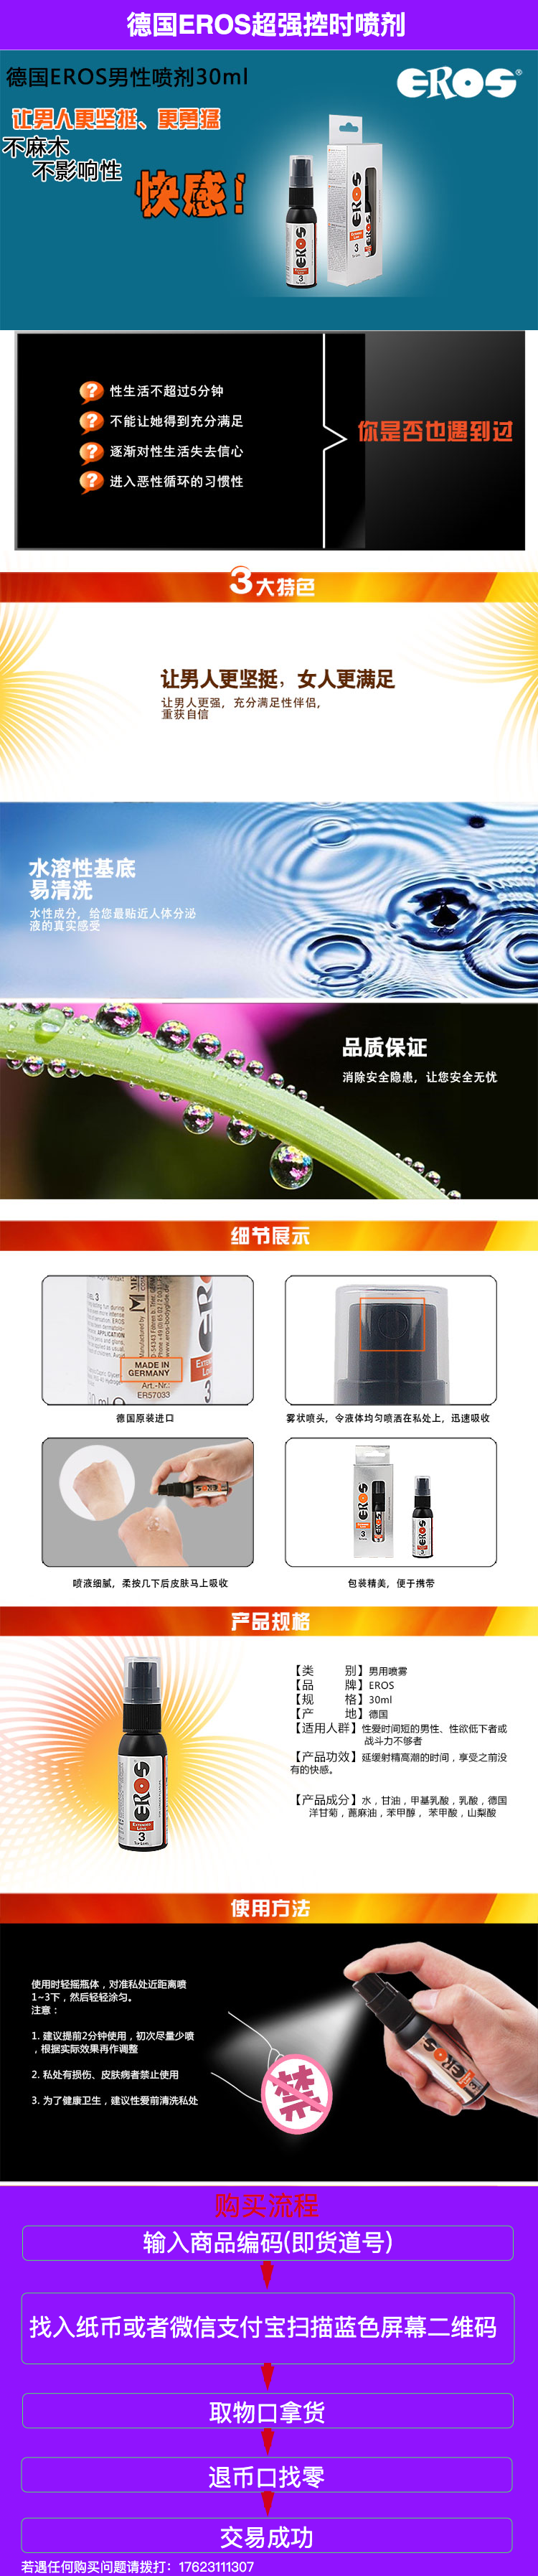 德国EROS超强控时喷剂
德国EROS男性喷剂30ml
EROS®
让男人更坚挺、更勇猛
不麻木
不影响性
快感！
EROS
3
EROS
3
性生活不超过5分钟
不能让她得到充分满足
逐渐对性生活失去信心
进入恶性循环的习惯性
你是否也遇到过
3大特色
让男人更坚挺，女人更满足
让男人更强，充分满足性伴侣，
重获自信
水溶性基底
易清洗
水性成分，给您最贴近人体分泌
液的真实感受
品质保证
消除安全隐患，让您安全无忧
细节展示
APPLICATION
MADE IN
GERMANY
Art.-Nr.:
ER57033
德国原装进口
雾状喷头，令液体均匀喷洒在私处上，迅速吸收
喷液细腻，柔按几下后皮肤马上吸收
EROS
3
EROS
包装精美，便于携带
产品规格
【类 别】男用喷雾
【品 牌】EROS
【规 格】30ml
【产 地】德国
【适用人群】性爱时间短的男性、性欲低下者或
战斗力不够者
【产品功效】延缓射精高潮的时间，享受之前没
有的快感。
【产品成分】水，甘油，甲基乳酸，乳酸，德国
洋甘菊，蓖麻油，苯甲醇，苯甲酸，山梨酸
EROS
EXTENDED
LOVE
3
使用方法
使用时轻摇瓶体，对准私处近距离喷
1~3下，然后轻轻涂匀。
注意：
1. 建议提前2分钟使用，初次尽量少喷
，根据实际效果再作调整
2. 私处有损伤、皮肤病者禁止使用
3. 为了健康卫生，建议性爱前清洗私处
禁
EROS
购买流程
输入商品编码(即货道号)
找入纸币或者微信支付宝扫描蓝色屏幕二维码
取物口拿货
退币口找零
交易成功
若遇任何购买问题请拨打：17623111307